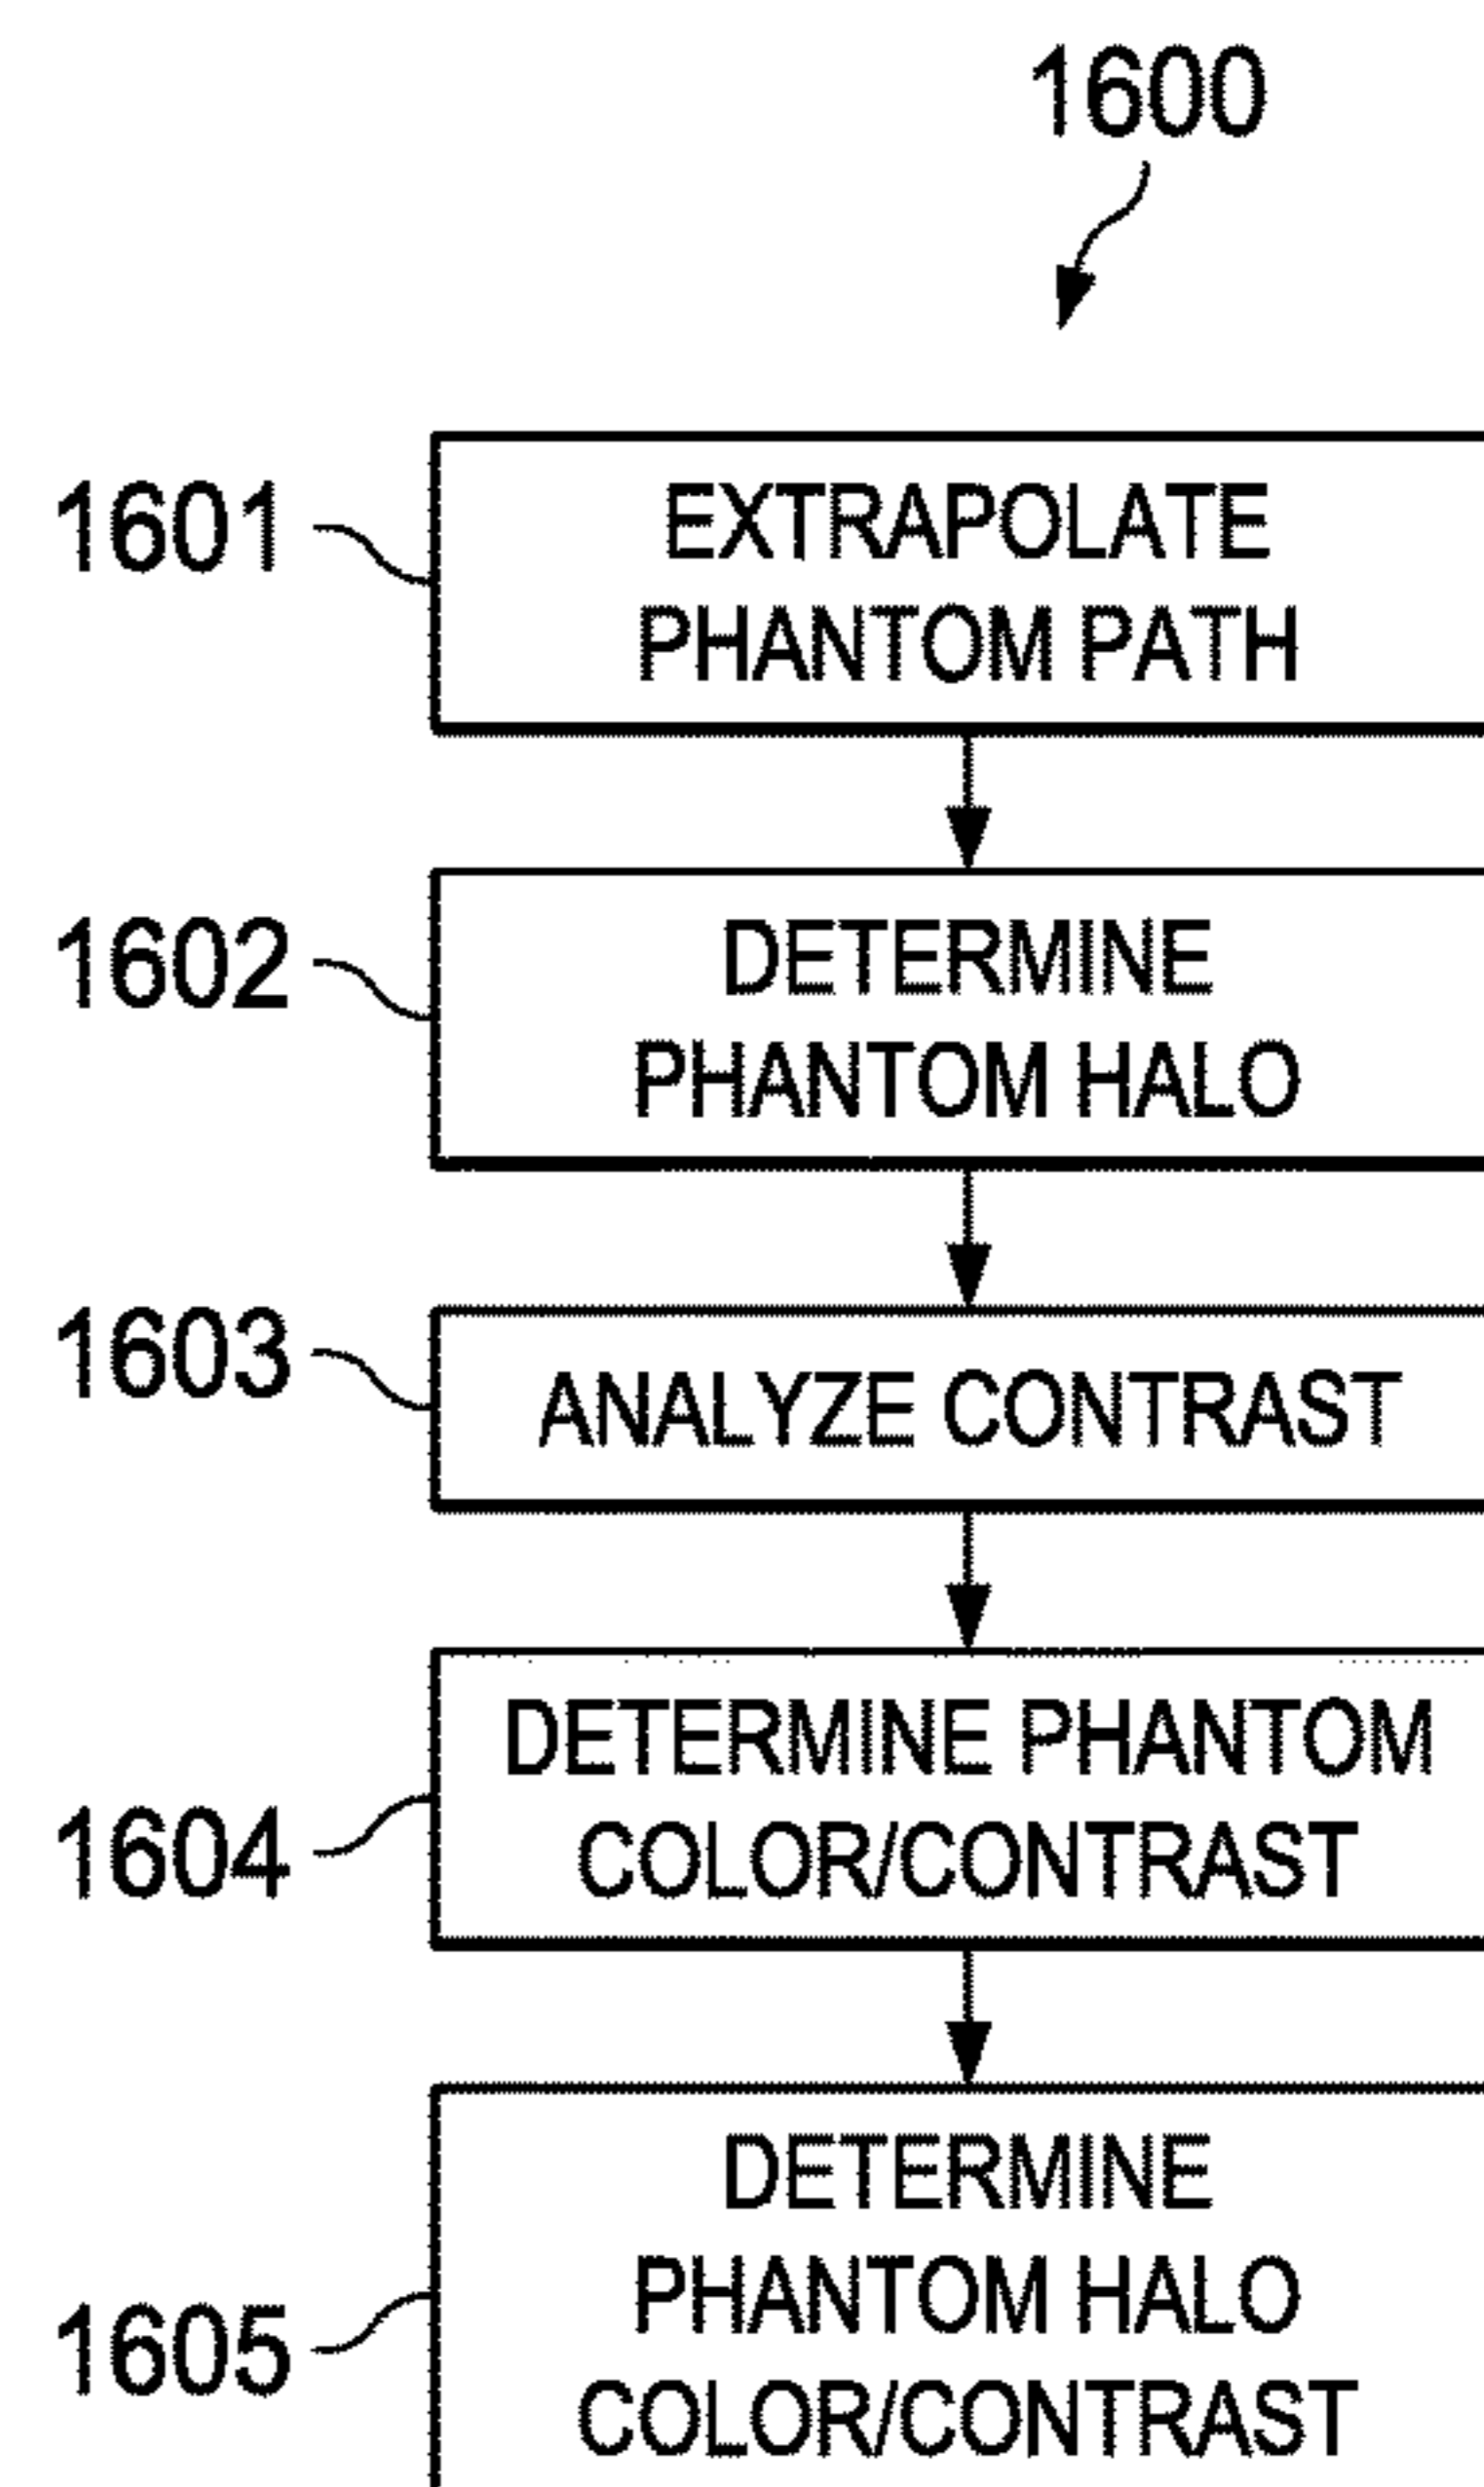 1600
1601
EXTRAPOLATE
PHANTOM PATH
1602
DETERMINE
PHANTOM HALO
1603
ANALYZE CONTRAST
1604
DETERMINE PHANTOM
COLOR/CONTRAST
1605
DETERMINE
PHANTOM HALO
COLOR/CONTRAST